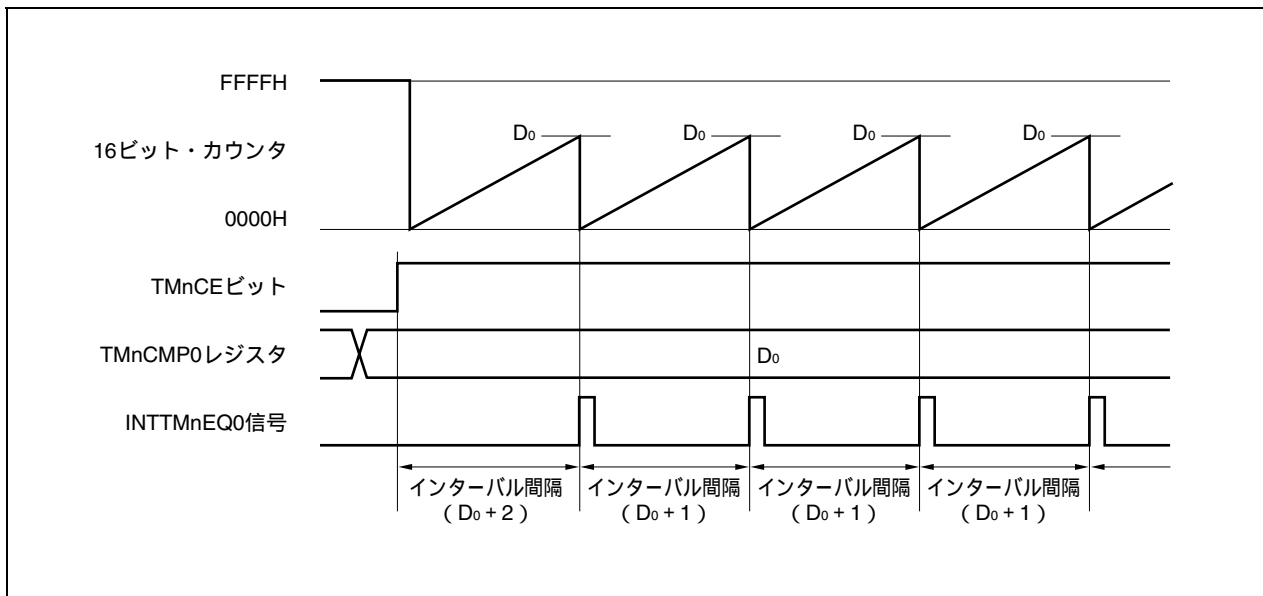 FFFFH
D0 D0 D0 D0
16ビット・カウンタ
0000H
TMnCEビット
TMnCMP0レジスタ
D0
INTTMnEQ0信号
インターバル間隔 インターバル間隔 インターバル間隔 インターバル間隔
（D0 + 2） （D0 + 1） （D0 + 1） （D0 + 1）